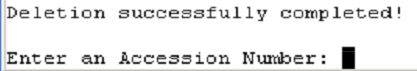 Deletion successfully completed!
Enter an Accession Number: